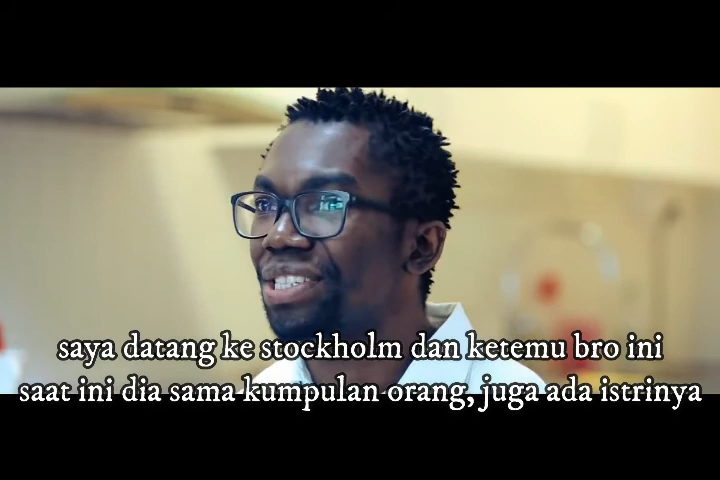 saya datang ke stockholm dan ketemu bro ini
saat ini dia sama kumpulan orang, juga ada istrinya